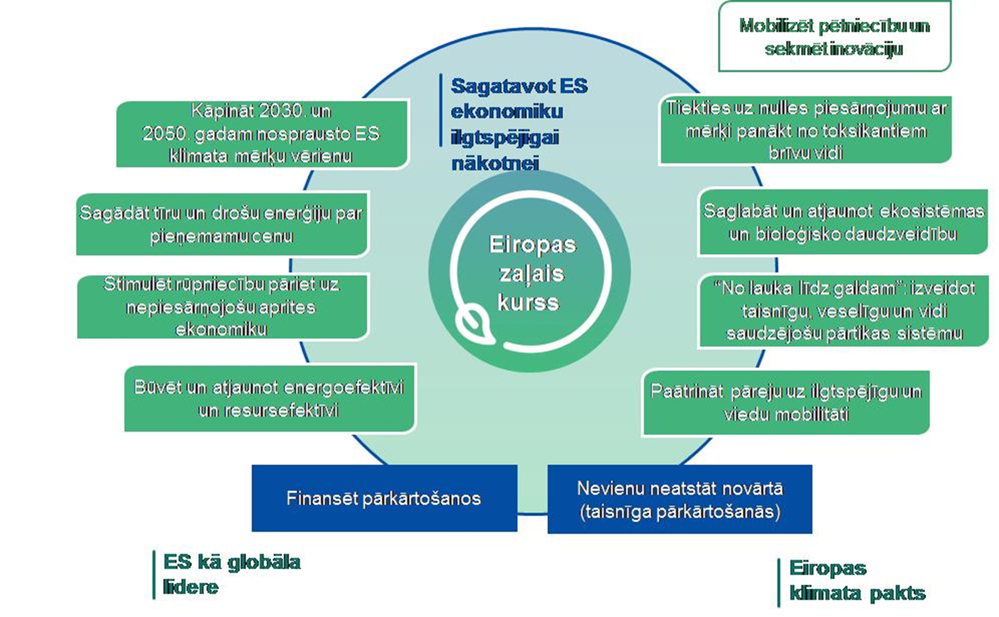 Mobilizēt pētniecību un
sekmēt inovāciju
Sagatavot ES
ekonomiku
ilgtspējīgai
nākotnei
Kāpināt 2030. un
2050. gadam nosprausto ES
klimata mērķu vērienu
Sagādāt tīru un drošu enerģiju par
pieņemamu cenu
Stimulēt rūpniecību pāriet uz
nepiesārņojošu aprites
ekonomiku
Būvēt un atjaunot energoefektīvi
un resursefektīvi
Eiropas
zaļais
kurss
Tiekties uz nulles piesārņojumu ar
mērķi panākt no toksikantiem
brīvu vidi
Saglabāt un atjaunot ekosistēmas
un bioloģisko daudzveidību
“No lauka līdz galdam”: izveidot
taisnīgu, veselīgu un vidi
saudzējošu pārtikas sistēmu
Paātrināt pāreju uz ilgtspējīgu un
viedu mobilitāti
Finansēt pārkārtošanos
Nevienu neatstāt novārtā
(taisnīga pārkārtošanās)
ES kā globāla
līdere
Eiropas
klimata pakts